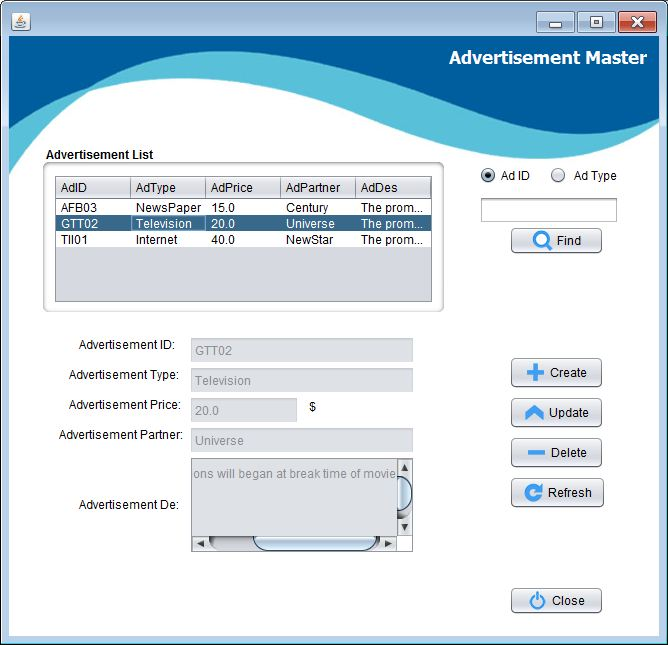 Advertisement Master
Advertisement List
AdID AdType AdPrice AdPartner AdDes
AFB03 NewsPaper 15.0 Century The prom...
GTT02 Television 20.0 Universe The prom...
TII01 Internet 40.0 NewStar The prom...
Ad ID Ad Type
Find
Advertisement ID: GTT02
Advertisement Type: Television
Advertisement Price: 20.0 $
Advertisement Partner: Universe
Advertisement De: ons will began at break time of movie
Create
Update
Delete
Refresh
Close